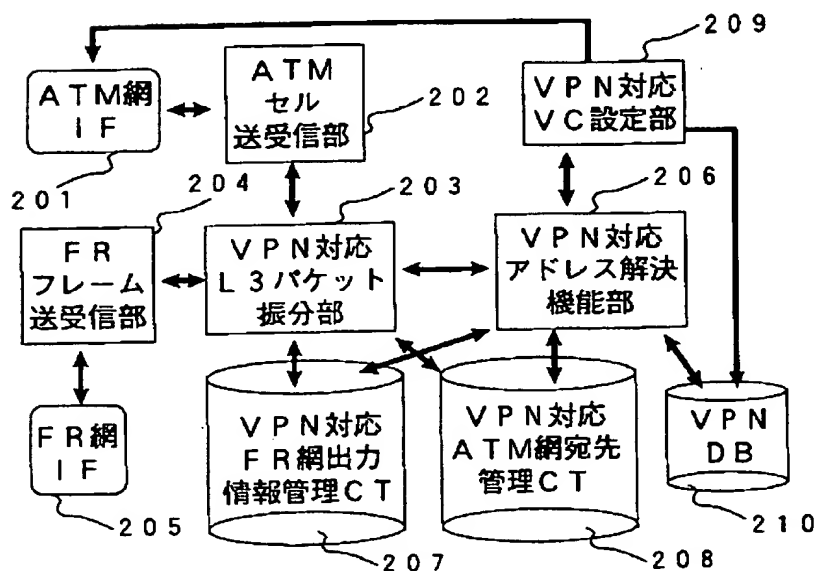 209
ATM網
IF
201
ATM
セル
送受信部
202
VPN対応
VC設定部
204
203
206
FR
フレーム
送受信部
VPN対応
L3パケット
振分部
VPN対応
アドレス解決
機能部
FR網
IF
205
VPN対応
FR網出力
情報管理CT
207
VPN対応
ATM網宛先
管理CT
208
VPN
DB
210